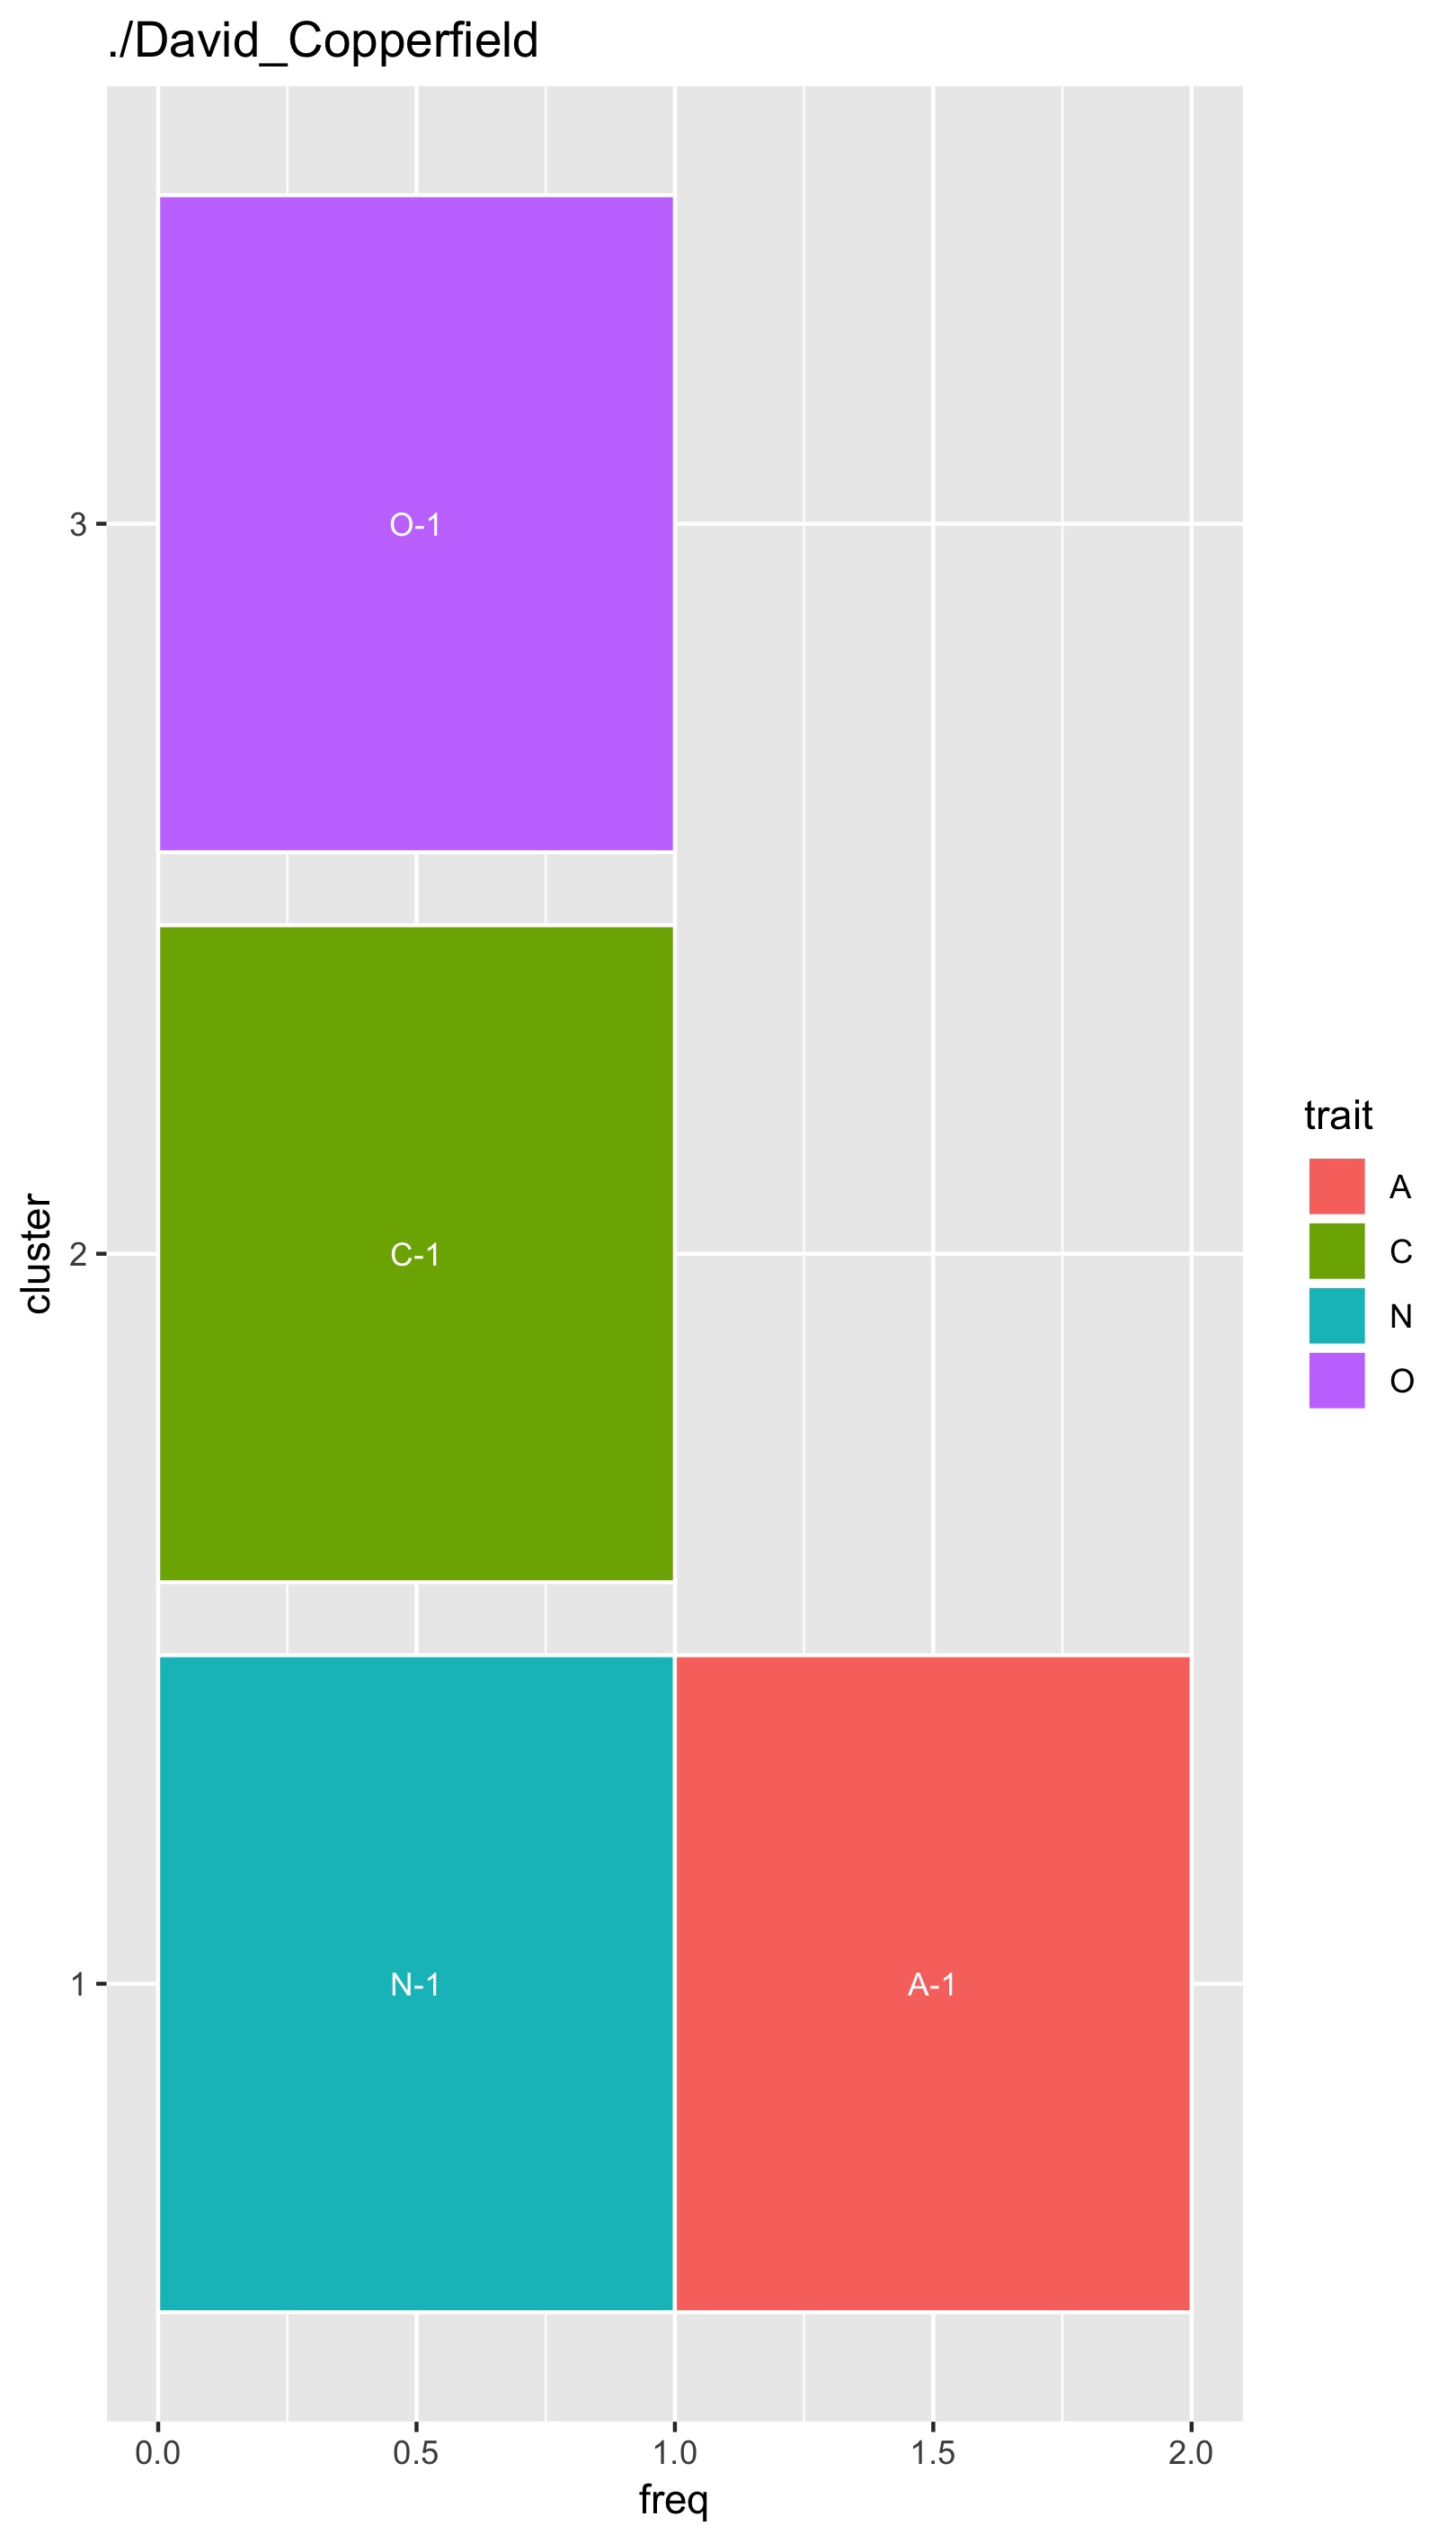 ./David_Copperfield
3
O-1
2
C-1
1
N-1
A-1
cluster
0.0
0.5
1.0
1.5
2.0
freq
trait
A
C
N
O